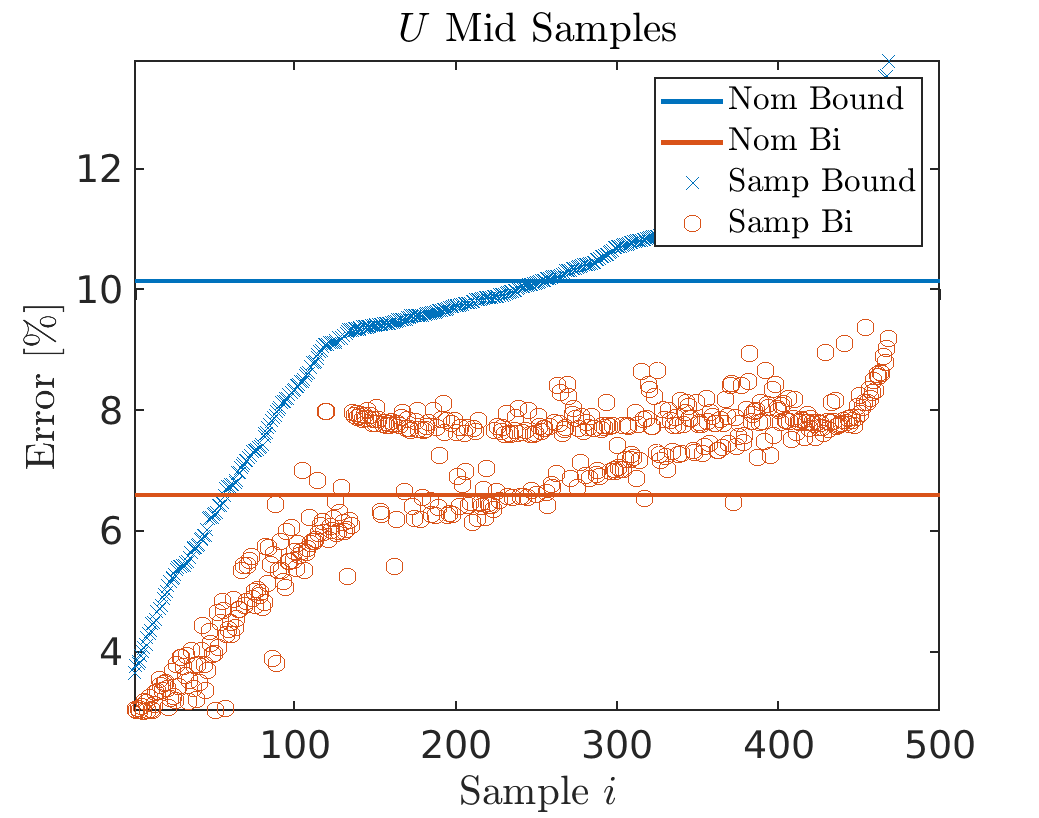 U Mid Samples
Nom Bound
Nom Bi
Samp Bound
Samp Bi
12
10
8
6
4
Error [%]
100 200 300 400 500
Sample i